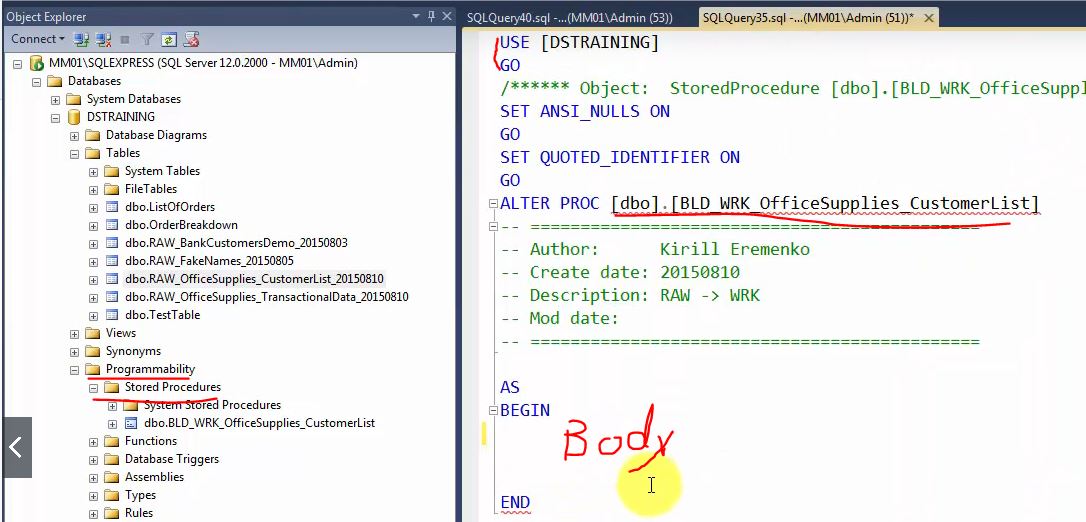 Object Explorer
Connect
MM01\SQLEXPRESS (SQL Server 12.0.2000 - MM01\Admin)
Databases
System Databases
DSTRAINING
Database Diagrams
Tables
System Tables
FileTables
dbo.ListOfOrders
dbo.OrderBreakdown
dbo.RAW_BankCustomersDemo_20150803
dbo.RAW_FakeNames_20150805
dbo.RAW_OfficeSupplies_CustomerList_20150810
dbo.RAW_OfficeSupplies_TransactionalData_20150810
dbo.TestTable
Views
Synonyms
Programmability
Stored Procedures
System Stored Procedures
dbo.BLD_WRK_OfficeSupplies_CustomerList
Functions
Database Triggers
Assemblies
Types
Rules
SQLQuery40.sql -...(MM01\Admin (53))
SQLQuery35.sql -...(MM01\Admin (51))*
USE [DSTRAINING]
GO
/****** Object:  StoredProcedure [dbo].[BLD_WRK_OfficeSuppl
SET ANSI_NULLS ON
GO
SET QUOTED_IDENTIFIER ON
GO
ALTER PROC [dbo].[BLD_WRK_OfficeSupplies_CustomerList]
-- =============================================
-- Author:      Kirill Eremenko
-- Create date: 20150810
-- Description: RAW -> WRK
-- Mod date:
-- =============================================
AS
BEGIN
Body
END